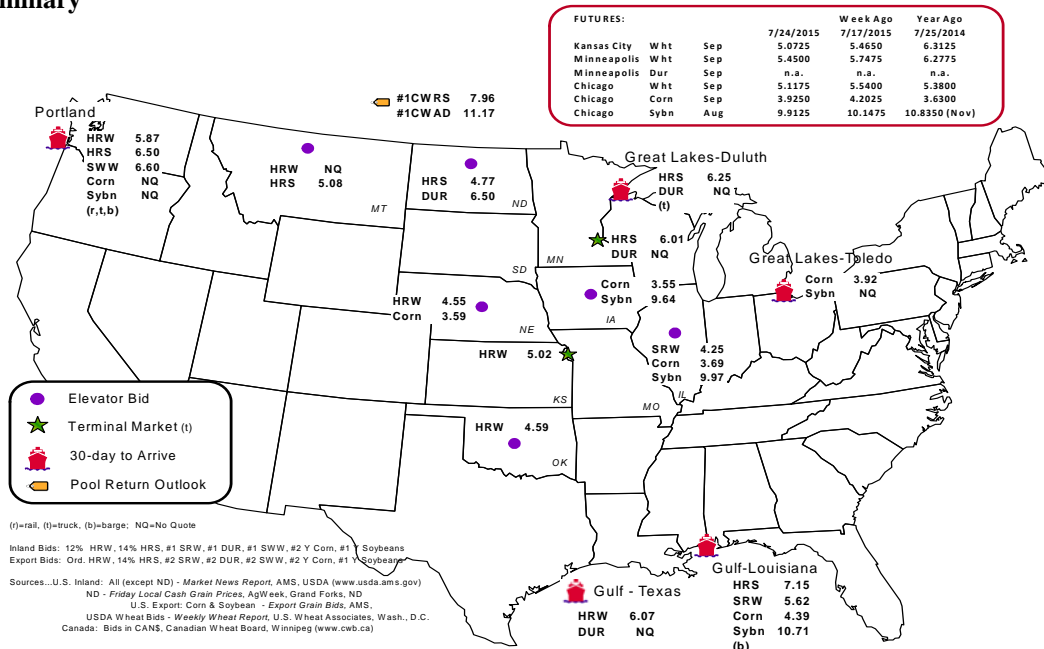 mmary
FUTURES: Week Ago Year Ago
7/24/2015 7/17/2015 7/25/2014
Kansas City Wht Sep 5.0725 5.4650 6.3125
Minneapolis Wht Sep 5.4500 5.7475 6.2775
Minneapolis Dur Sep n.a. n.a. n.a.
Chicago Wht Sep 5.1175 5.5400 5.3800
Chicago Corn Sep 3.9250 4.2025 3.6300
Chicago Sybn Aug 9.9125 10.1475 10.8350 (Nov)
#1CWRS 7.96
#1CWAD 11.17
Portland
HRW 5.87
HRS 6.50
SWW 6.60
Corn NQ
Sybn NQ
(r,t,b)
HRW NQ
HRS 5.08
MT
HRS 4.77
DUR 6.50
ND
Great Lakes-Duluth
HRS 6.25
DUR NQ
(t)
HRS 6.01
DUR NQ
MN
SD
Great Lakes-Toledo
Corn 3.92
Sybn NQ
Corn 3.55
Sybn 9.64
IA
HRW 4.55
Corn 3.59
NE
HRW 5.02
KS
SRW 4.25
Corn 3.69
Sybn 9.97
IL
MO
HRW 4.59
OK
Elevator Bid
Terminal Market (t)
30-day to Arrive
Pool Return Outlook
(r)=rail, (t)=truck, (b)=barge; NQ=No Quote
Inland Bids: 12% HRW, 14% HRS, #1 SRW, #1 DUR, #1 SWW, #2 Y Corn, #1 Y Soybeans
Export Bids: Ord. HRW, 14% HRS, #2 SRW, #2 DUR, #2 SWW, #2 Y Corn, #1 Y Soybeans
Sources...U.S. Inland: All (except ND) - Market News Report, AMS, USDA (www.usda.ams.gov)
ND - Friday Local Cash Grain Prices, AgWeek, Grand Forks, ND
U.S. Export: Corn & Soybean - Export Grain Bids, AMS,
USDA Wheat Bids - Weekly Wheat Report, U.S. Wheat Associates, Wash., D.C.
Canada: Bids in CAN$, Canadian Wheat Board, Winnipeg (www.cwb.ca)
Gulf - Texas
HRW 6.07
DUR NQ
Gulf-Louisiana
HRS 7.15
SRW 5.62
Corn 4.39
Sybn 10.71
(b)